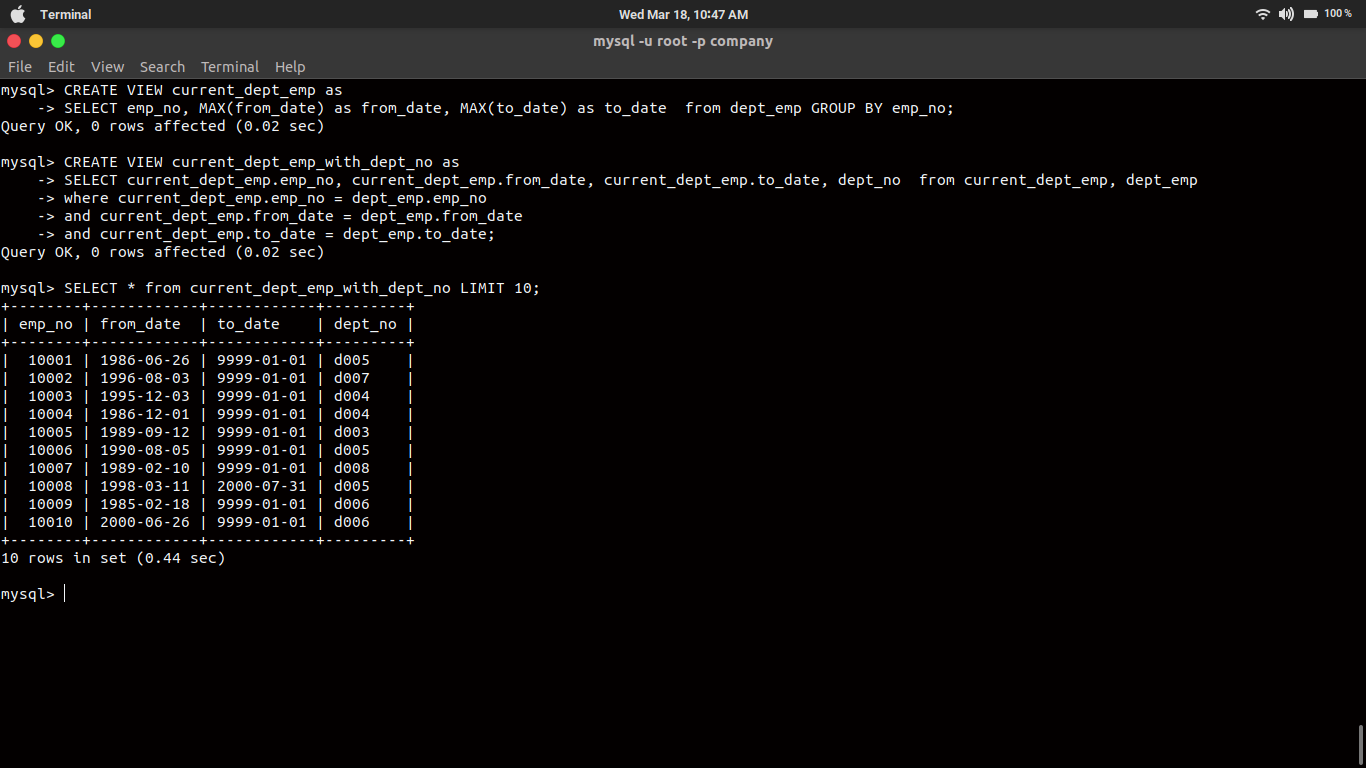 Terminal
Wed Mar 18, 10:47 AM
100 %
mysql -u root -p company
File Edit View Search Terminal Help
mysql> CREATE VIEW current_dept_emp as
    -> SELECT emp_no, MAX(from_date) as from_date, MAX(to_date) as to_date  from dept_emp GROUP BY emp_no;
Query OK, 0 rows affected (0.02 sec)
mysql> CREATE VIEW current_dept_emp_with_dept_no as
    -> SELECT current_dept_emp.emp_no, current_dept_emp.from_date, current_dept_emp.to_date, dept_no  from current_dept_emp, dept_emp
    -> where current_dept_emp.emp_no = dept_emp.emp_no
    -> and current_dept_emp.from_date = dept_emp.from_date
    -> and current_dept_emp.to_date = dept_emp.to_date;
Query OK, 0 rows affected (0.02 sec)
mysql> SELECT * from current_dept_emp_with_dept_no LIMIT 10;
+--------+------------+------------+---------+
| emp_no | from_date  | to_date    | dept_no |
+--------+------------+------------+---------+
|  10001 | 1986-06-26 | 9999-01-01 | d005    |
|  10002 | 1996-08-03 | 9999-01-01 | d007    |
|  10003 | 1995-12-03 | 9999-01-01 | d004    |
|  10004 | 1986-12-01 | 9999-01-01 | d004    |
|  10005 | 1989-09-12 | 9999-01-01 | d003    |
|  10006 | 1990-08-05 | 9999-01-01 | d005    |
|  10007 | 1989-02-10 | 9999-01-01 | d008    |
|  10008 | 1998-03-11 | 2000-07-31 | d005    |
|  10009 | 1985-02-18 | 9999-01-01 | d006    |
|  10010 | 2000-06-26 | 9999-01-01 | d006    |
+--------+------------+------------+---------+
10 rows in set (0.44 sec)
mysql>